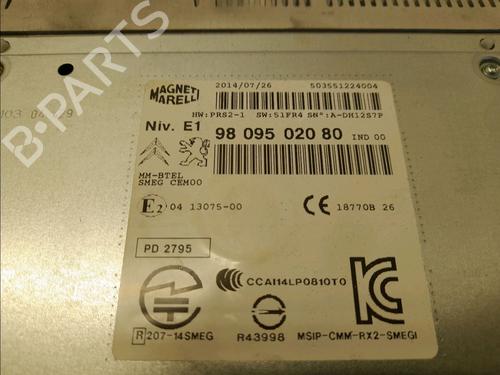 B-PARTS
MAGNETI
MARELLI
2014/07/26 503551224004
HW:PRS2-1 SW:51FR4 SN°:A-DH12S7P
Niv. E1 98 095 020 80 IND 00
MM-BTEL
SMEG CEM00
E2 04 13075-00 CE 18770B 26
PD 2795
CCAI14LP0810T0
R 207-14SMEG R43998 MSIP-CMM-RX2-SMEGI